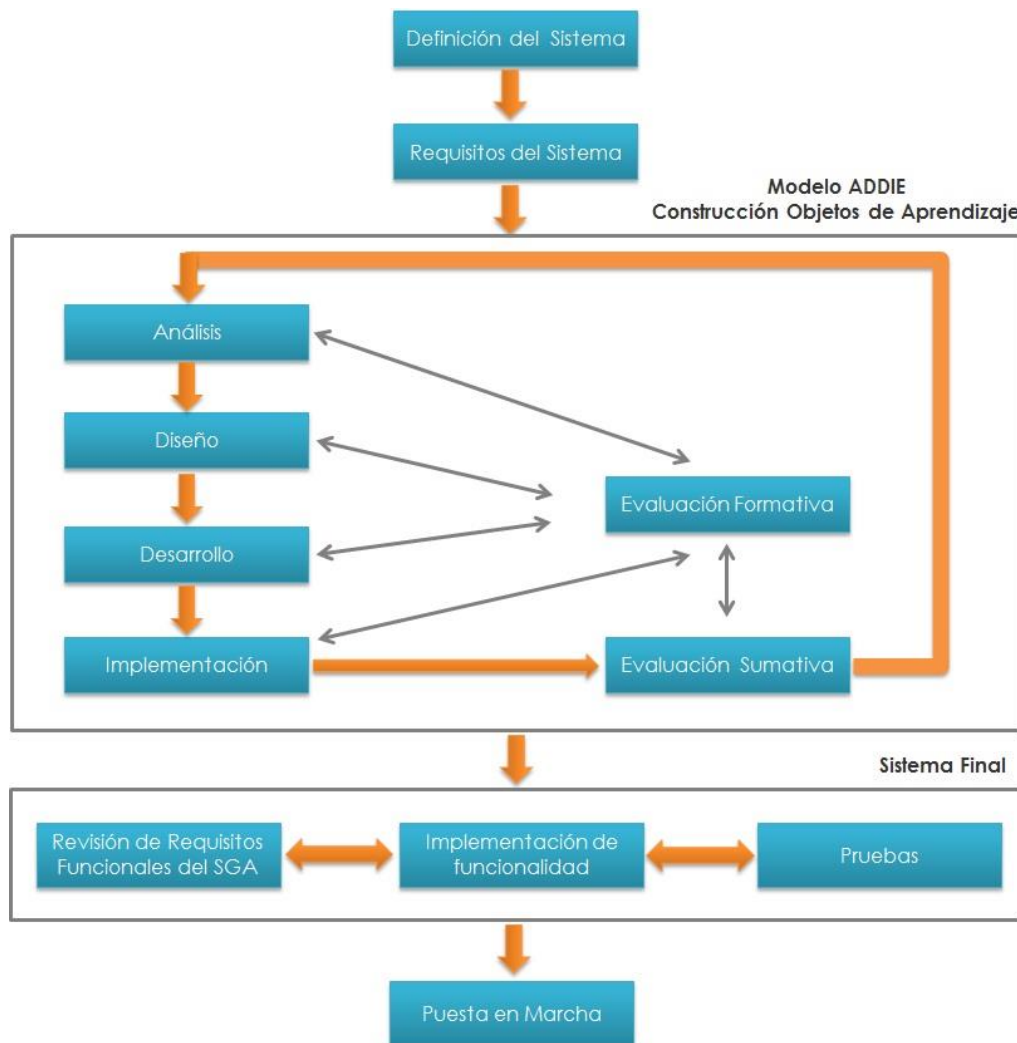 Definición del Sistema
Requisitos del Sistema
Modelo ADDIE
Construcción Objetos de Aprendizaje
Análisis
Diseño
Evaluación Formativa
Desarrollo
Implementación
Evaluación Sumativa
Sistema Final
Revisión de Requisitos
Funcionales del SGA
Implementación de
funcionalidad
Pruebas
Puesta en Marcha